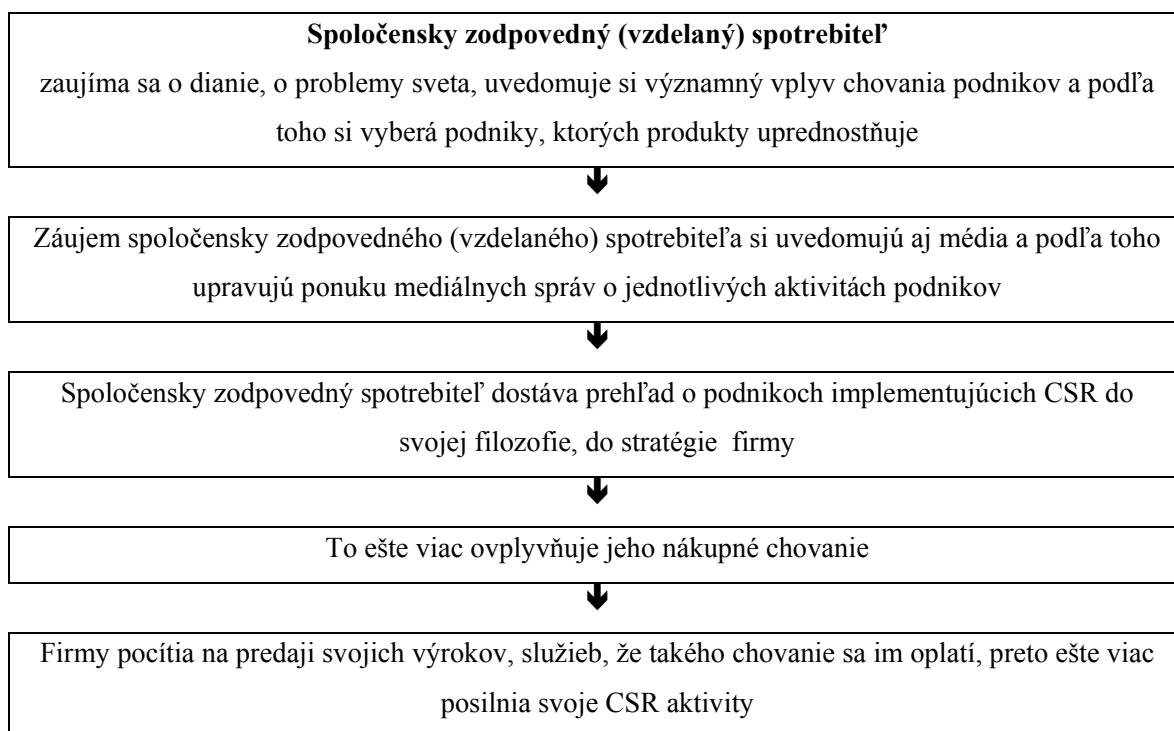 Spoločensky zodpovedný (vzdelaný) spotrebiteľ
zaujíma sa o dianie, o problemy sveta, uvedomuje si významný vplyv chovania podnikov a podľa
toho si vyberá podniky, ktorých produkty uprednostňuje
Záujem spoločensky zodpovedného (vzdelaného) spotrebiteľa si uvedomujú aj média a podľa toho
upravujú ponuku mediálnych správ o jednotlivých aktivitách podnikov
Spoločensky zodpovedný spotrebiteľ dostáva prehľad o podnikoch implementujúcich CSR do
svojej filozofie, do stratégie firmy
To ešte viac ovplyvňuje jeho nákupné chovanie
Firmy pocítia na predaji svojich výrokov, služieb, že takého chovanie sa im oplatí, preto ešte viac
posilnia svoje CSR aktivity